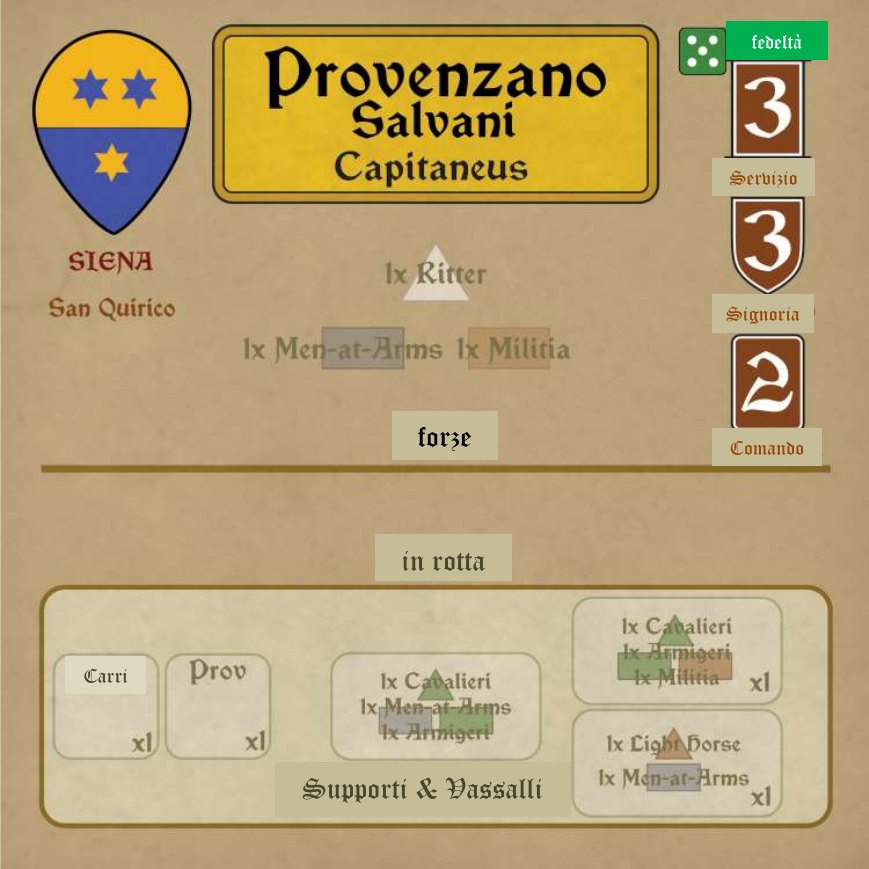 Provenzano
Salvani
Capitaneus
fedeltà
3
Servizio
SIENA
San Quirico
1x Ritter
3
Signoria
1x Men-at-Arms 1x Militia
2
Comando
forze
in rotta
Carri
x1
Prov
x1
1x Cavalieri
1x Men-at-Arms
1x Armigeri
1x Cavalieri
1x Armigeri
1x Militia
x1
1x Light Horse
1x Men-at-Arms
x1
Supporti & Vassalli